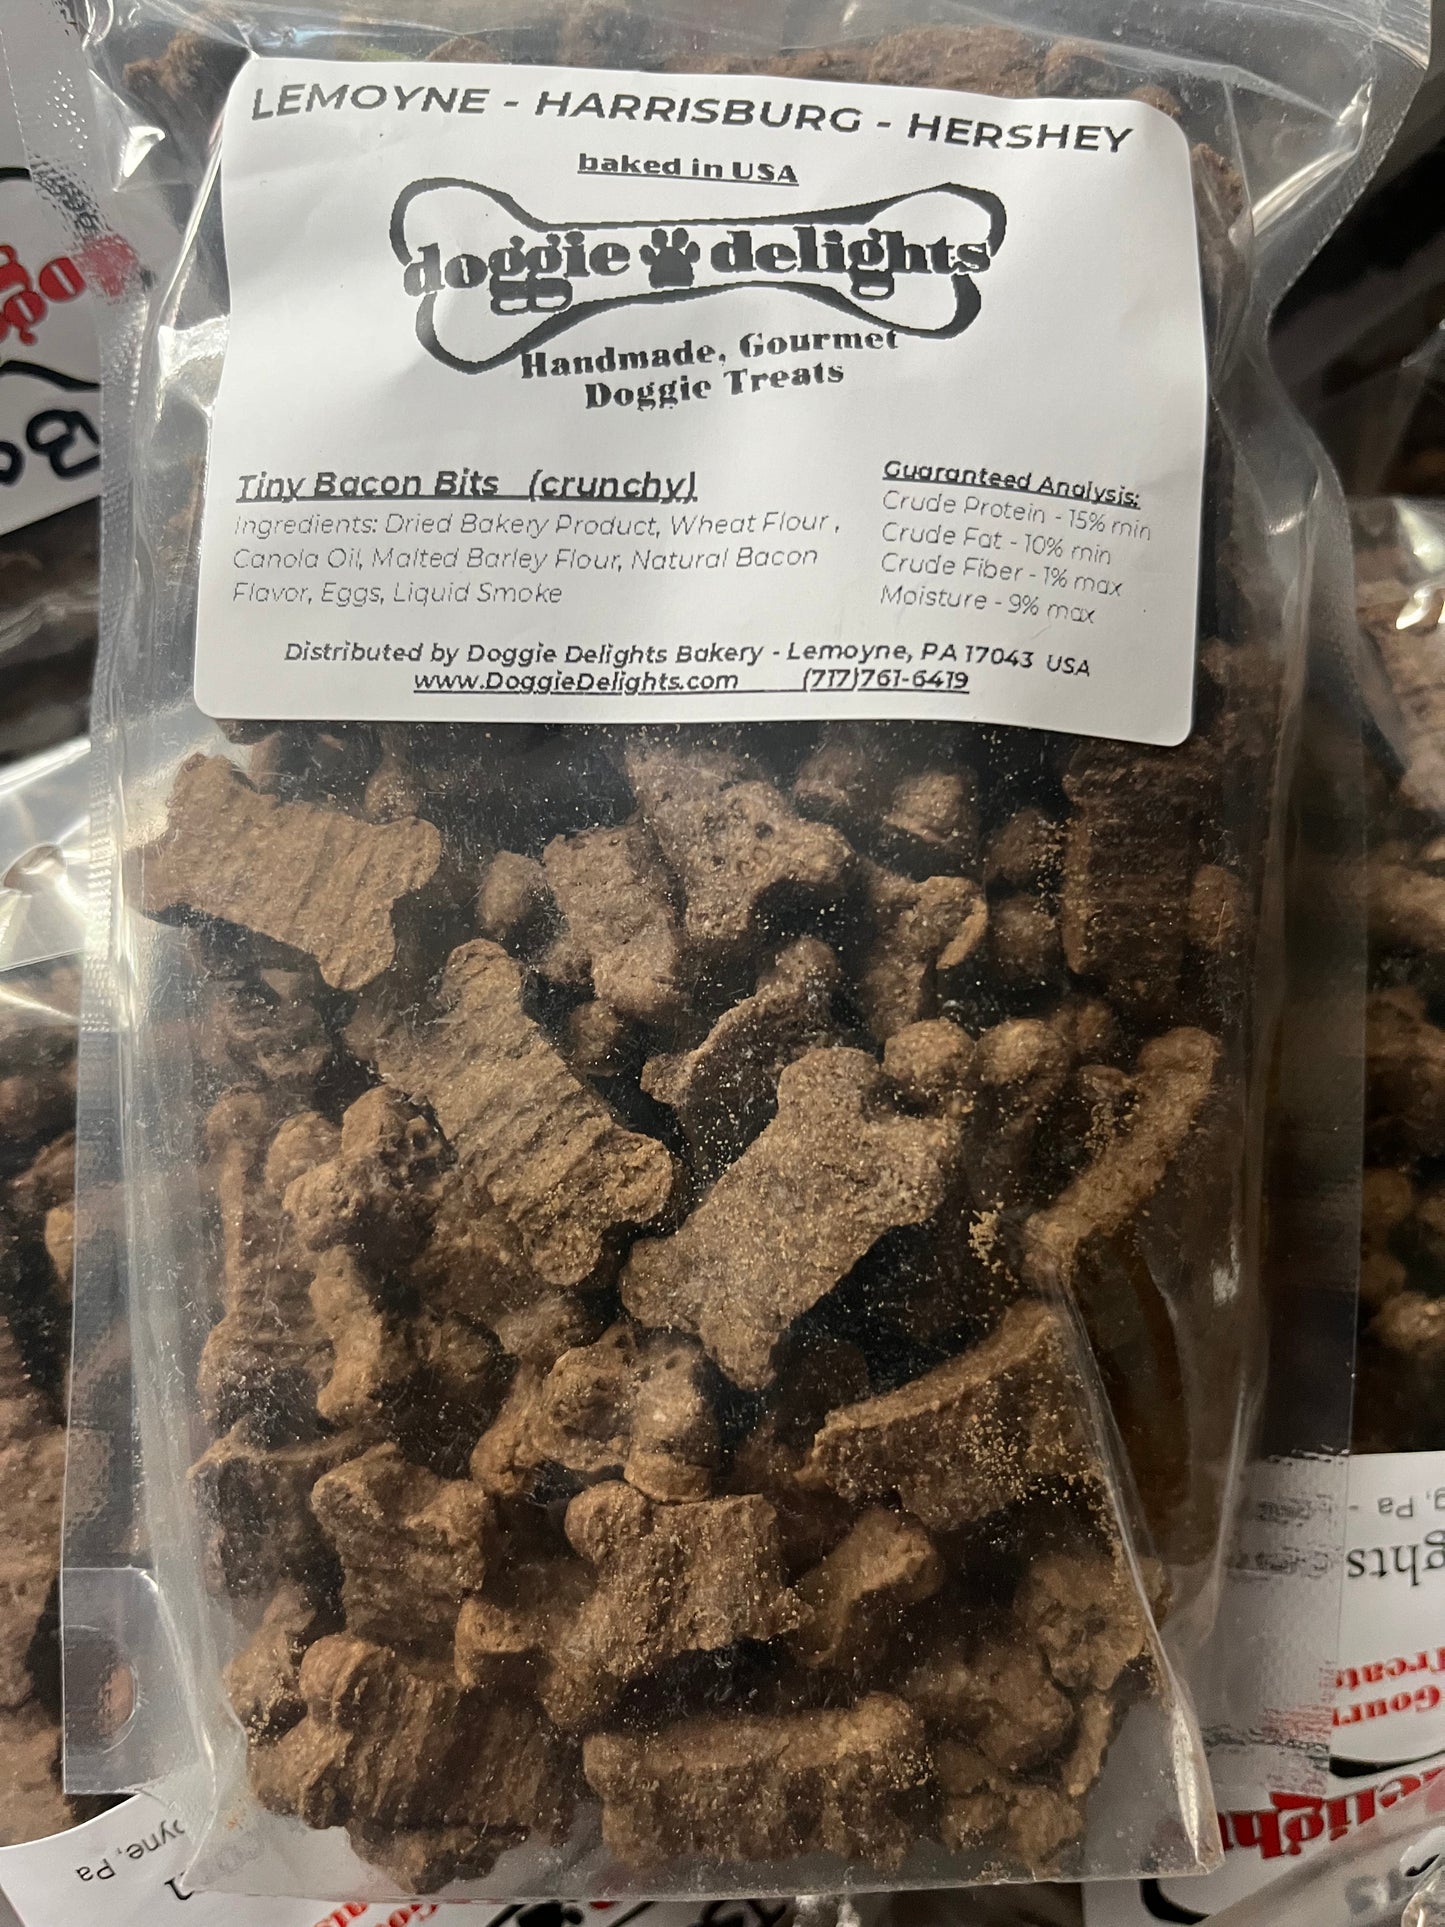 LEMOYNE - HARRISBURG - HERSHEY
baked in USA
doggie delights
Handmade, Gourmet
Doggie Treats
Tiny Bacon Bits (crunchy)
Ingredients: Dried Bakery Product, Wheat Flour ,
Canola Oil, Malted Barley Flour, Natural Bacon
Flavor, Eggs, Liquid Smoke
Guaranteed Analysis:
Crude Protein - 15% min
Crude Fat - 10% min
Crude Fiber - 1% max
Moisture - 9% max
Distributed by Doggie Delights Bakery - Lemoyne, PA 17043 USA
www.DoggieDelights.com (717)761-6419